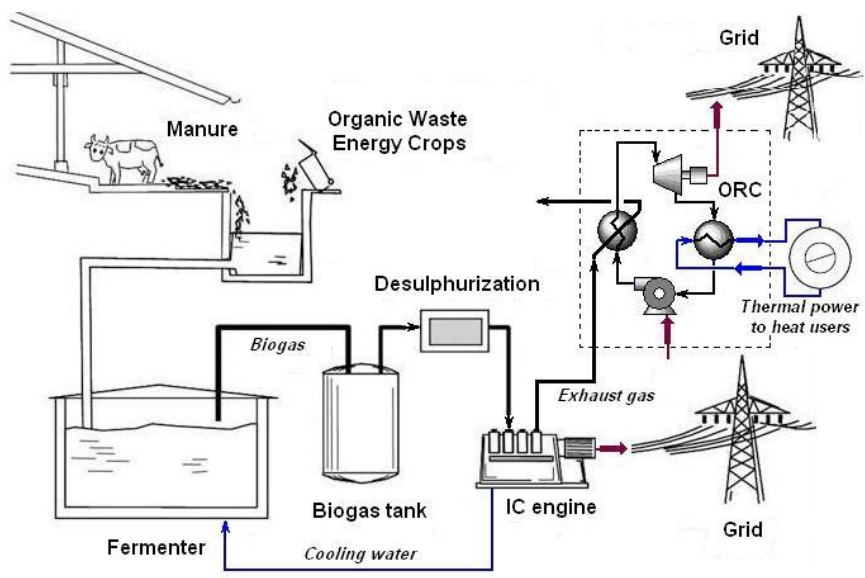 Grid
Manure
Organic Waste
Energy Crops
ORC
Desulphurization
Thermal power
to heat users
Biogas
Exhaust gas
Biogas tank
IC engine
Grid
Fermenter
Cooling water